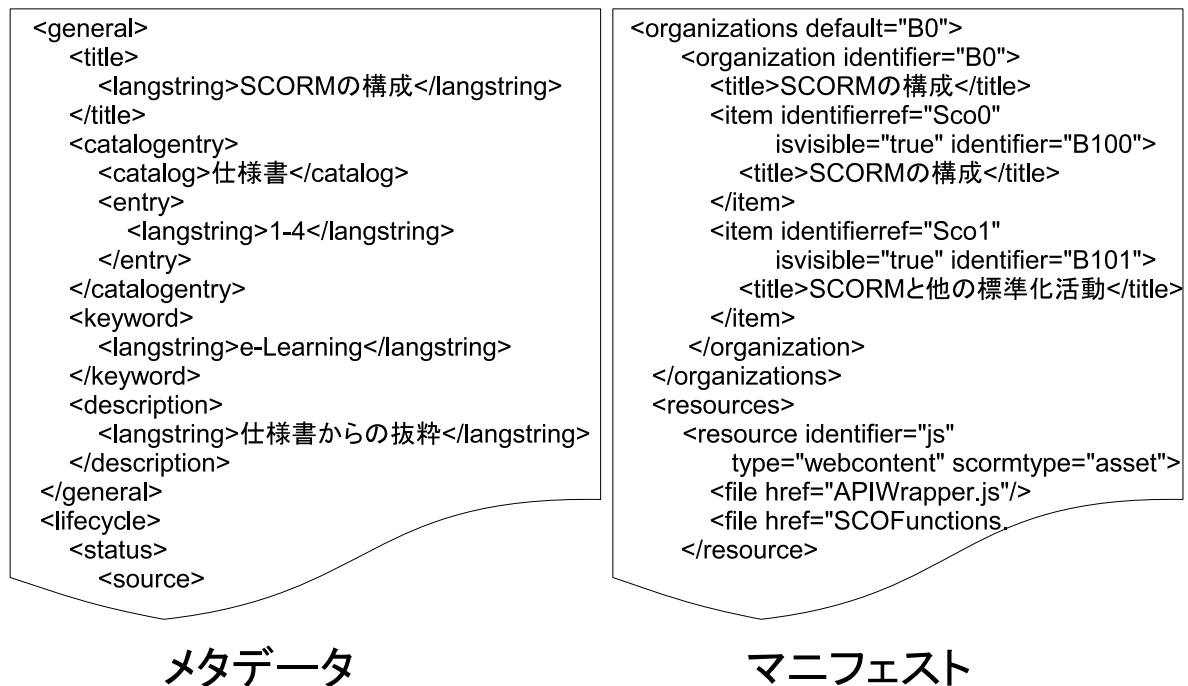 <general>
<title>
<langstring>SCORMの構成</langstring>
</title>
<catalogentry>
<catalog>仕様書</catalog>
<entry>
<langstring>1-4</langstring>
</entry>
</catalogentry>
<keyword>
<langstring>e-Learning</langstring>
</keyword>
<description>
<langstring>仕様書からの抜粋</langstring>
</description>
</general>
<lifecycle>
<status>
<source>
メタデータ
<organizations default="B0">
<organization identifier="B0">
<title>SCORMの構成</title>
<item identifierref="Sco0"
isvisible="true" identifier="B100">
<title>SCORMの構成</title>
</item>
<item identifierref="Sco1"
isvisible="true" identifier="B101">
<title>SCORMと他の標準化活動</title>
</item>
</organization>
</organizations>
<resources>
<resource identifier="js"
type="webcontent" scormtype="asset">
<file href="APIWrapper.js"/>
<file href="SCOFunctions.
</resource>
マニフェスト